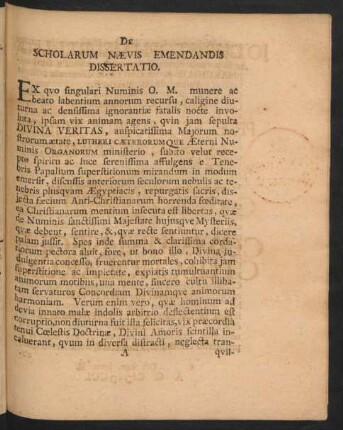 DE
SCHOLARUM NÆVIS EMENDANDIS
DISSERTATIO.
EX qvo singulari Numinis O. M. munere ac
beato labentium annorum recursu, caligine diu-
turna ac densissima ignorantiæ fatalis nocte invo-
luta, ipsam vix animam agens, qvin jam sepulta
DIVINA VERITAS, auspicatissima Majorum no-
strorum ætate, LUTHERI CÆTERORUMQUE Æterni Nu-
minis ORGANORUM ministerio, subato velut rece-
pto spiritu ac luce serenissima affulgens e Tene-
bris Papalium superstitionum mirandum in modum
emersit, discussis anteriorum seculorum nebulis ac te-
nebris plusqvam Ægyptiacis, repurgatis sacris, dis-
jecta fæcium Anti-Christianarum horrenda fœditate,
ea Christianarum mentium insecuta est libertas, qvæ
de Numinis sanctissimi Majestate hujusqve Mysteriis,
quæ debent, sentire, &, qvæ recte sentiuntur, dicere
palam jussit. Spes inde summa & clarissima corda-
tiorum pectora aluit, fore, ut bono illo, Divina in-
dulgentia concesso, fruerentur mortales, cohibita jam
superstitione ac impietate, expiatis tumultuantium
animorum motibus, una mente, sincero cultu illiba-
tam servaturos Concordiam Divinamqve animorum
harmoniam. Verum enim vero, qvæ hominum ad
devia innato malæ indolis arbitrio deflectentium est
corruptio, non diuturna fuit illa felicitas, vix præcordia
tenui Cœlestis Doctrinæ, Divini Amoris scintilla in-
caluerant, qvum in diversa distracti, neglecta tran-
A qvil-